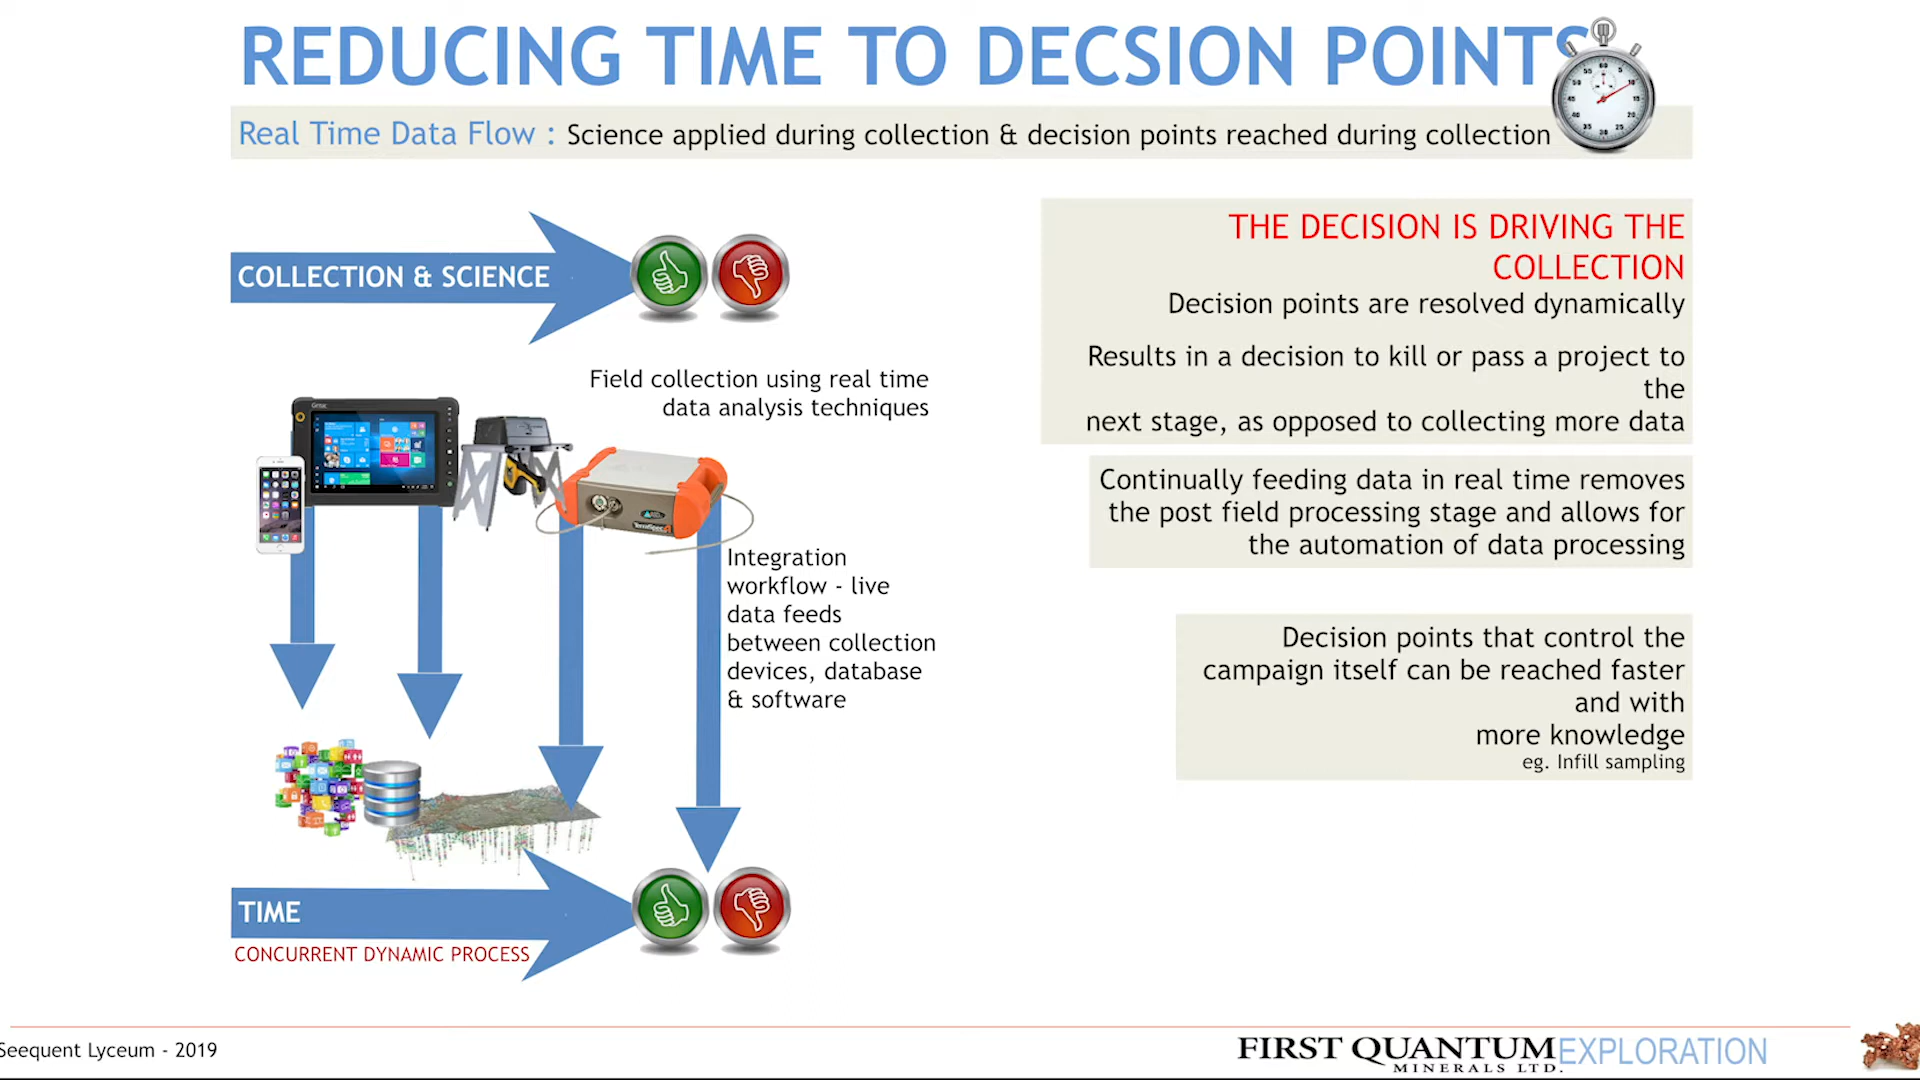 REDUCING TIME TO DECSION POINTS
Real Time Data Flow : Science applied during collection & decision points reached during collection
COLLECTION & SCIENCE
Field collection using real time
data analysis techniques
Integration
workflow - live
data feeds
between collection
devices, database
& software
TIME
CONCURRENT DYNAMIC PROCESS
THE DECISION IS DRIVING THE
COLLECTION
Decision points are resolved dynamically
Results in a decision to kill or pass a project to
the
next stage, as opposed to collecting more data
Continually feeding data in real time removes
the post field processing stage and allows for
the automation of data processing
Decision points that control the
campaign itself can be reached faster
and with
more knowledge
eg. Infill sampling
Seequent Lyceum - 2019
FIRST QUANTUM EXPLORATION
MINERALS LTD.